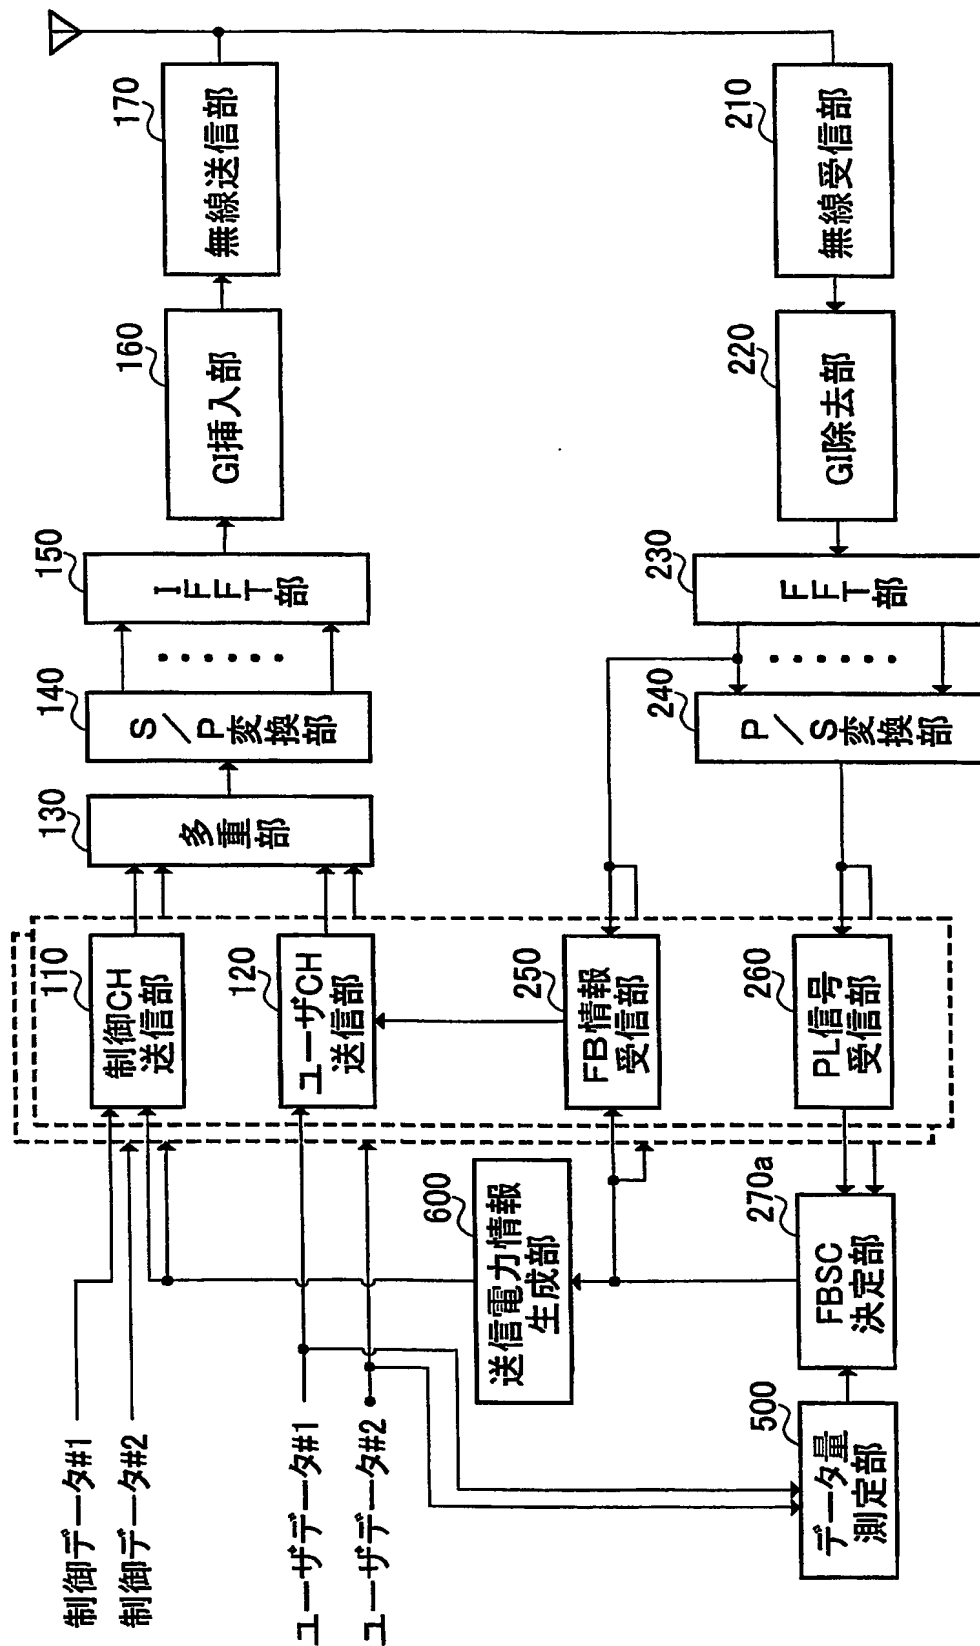 制御データ#1
制御データ#2
ユーザデータ#1
ユーザデータ#2
110
制御CH
送信部
120
ユーザCH
送信部
130
多重部
140
S/P変換部
150
IFFT部
160
GI挿入部
170
無線送信部
210
無線受信部
220
GI除去部
230
FFT部
240
P/S変換部
250
FB情報
受信部
260
PL信号
受信部
270a
FBSC
決定部
500
データ量
測定部
600
送信電力情報
生成部